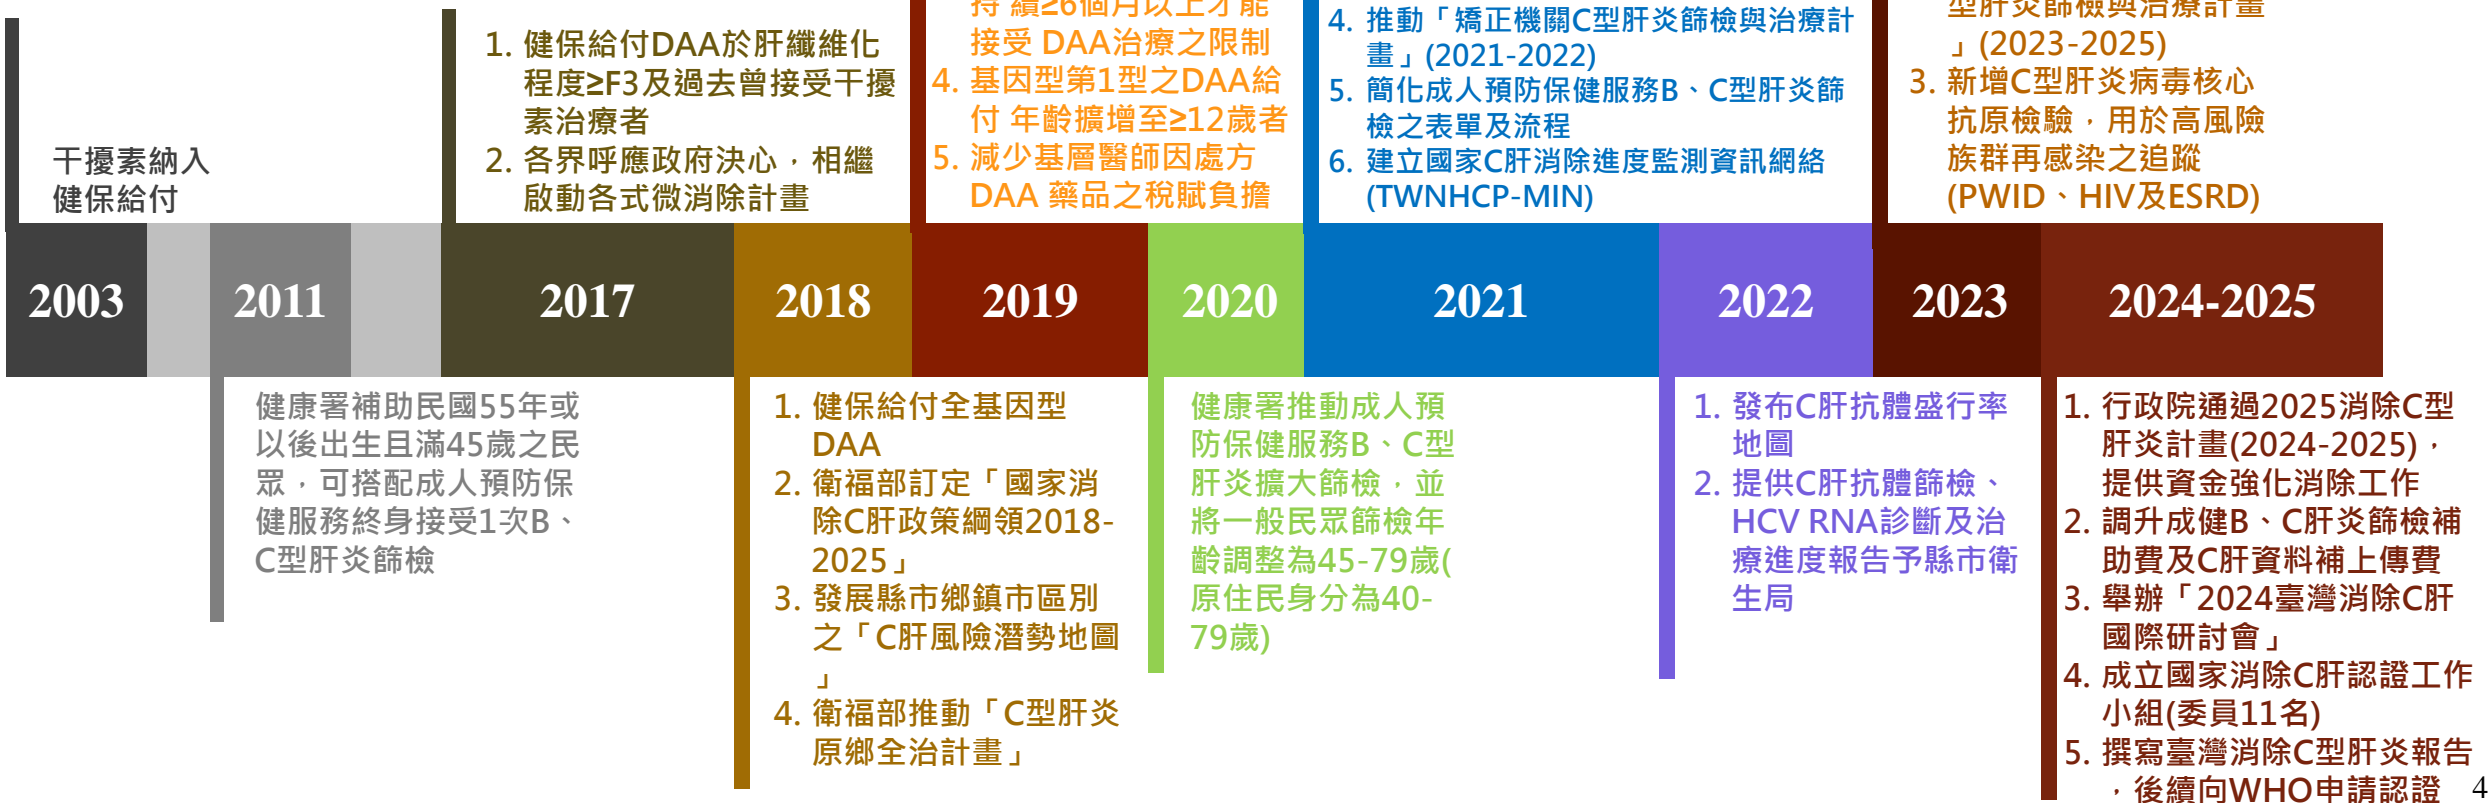 干擾素納入
健保給付
1. 健保給付DAA於肝纖維化
程度≥F3及過去曾接受干擾
素治療者
2. 各界呼應政府決心，相繼
啟動各式微消除計畫
持 續≥6個月以上才能
接受 DAA治療之限制
4. 基因型第1型之DAA給
付 年齡擴增至≥12歲者
5. 減少基層醫師因處方
DAA 藥品之稅賦負擔
4. 推動「矯正機關C型肝炎篩檢與治療計
畫」(2021-2022)
5. 簡化成人預防保健服務B、C型肝炎篩
檢之表單及流程
6. 建立國家C肝消除進度監測資訊網絡
(TWNHCP-MIN)
型肝炎篩檢與治療計畫
」(2023-2025)
3. 新增C型肝炎病毒核心
抗原檢驗，用於高風險
族群再感染之追蹤
(PWID、HIV及ESRD)
2003
2011
2017
2018
2019
2020
2021
2022
2023
2024-2025
健康署補助民國55年或
以後出生且滿45歲之民
眾，可搭配成人預防保
健服務終身接受1次B、
C型肝炎篩檢
1. 健保給付全基因型
DAA
2. 衛福部訂定「國家消
除C肝政策綱領2018-
2025」
3. 發展縣市鄉鎮市區別
之「C肝風險潛勢地圖
」
4. 衛福部推動「C型肝炎
原鄉全治計畫」
健康署推動成人預
防保健服務B、C型
肝炎擴大篩檢，並
將一般民眾篩檢年
齡調整為45-79歲(
原住民身分為40-
79歲)
1. 發布C肝抗體盛行率
地圖
2. 提供C肝抗體篩檢、
HCV RNA診斷及治
療進度報告予縣市衛
生局
1. 行政院通過2025消除C型
肝炎計畫(2024-2025)，
提供資金強化消除工作
2. 調升成健B、C肝炎篩檢補
助費及C肝資料補上傳費
3. 舉辦「2024臺灣消除C肝
國際研討會」
4. 成立國家消除C肝認證工作
小組(委員11名)
5. 撰寫臺灣消除C型肝炎報告
，後續向WHO申請認證
4